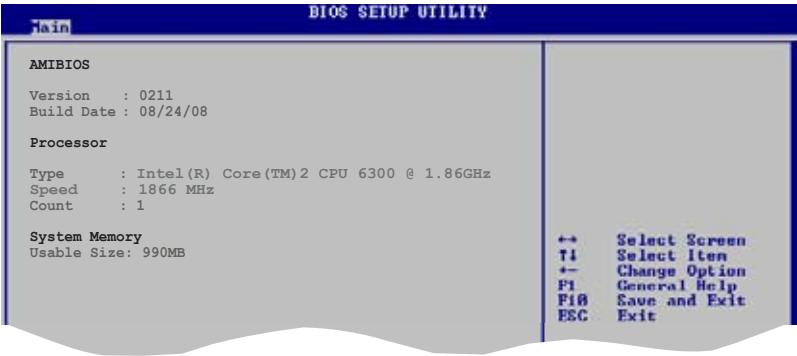 BIOS SETUP UTILITY
Main
AMIBIOS
Version : 0211
Build Date : 08/24/08
Processor
Type : Intel(R) Core(TM)2 CPU 6300 @ 1.86GHz
Speed : 1866 MHz
Count : 1
System Memory
Usable Size: 990MB
←→ Select Screen
↑↓ Select Item
+- Change Option
F1 General Help
F10 Save and Exit
ESC Exit